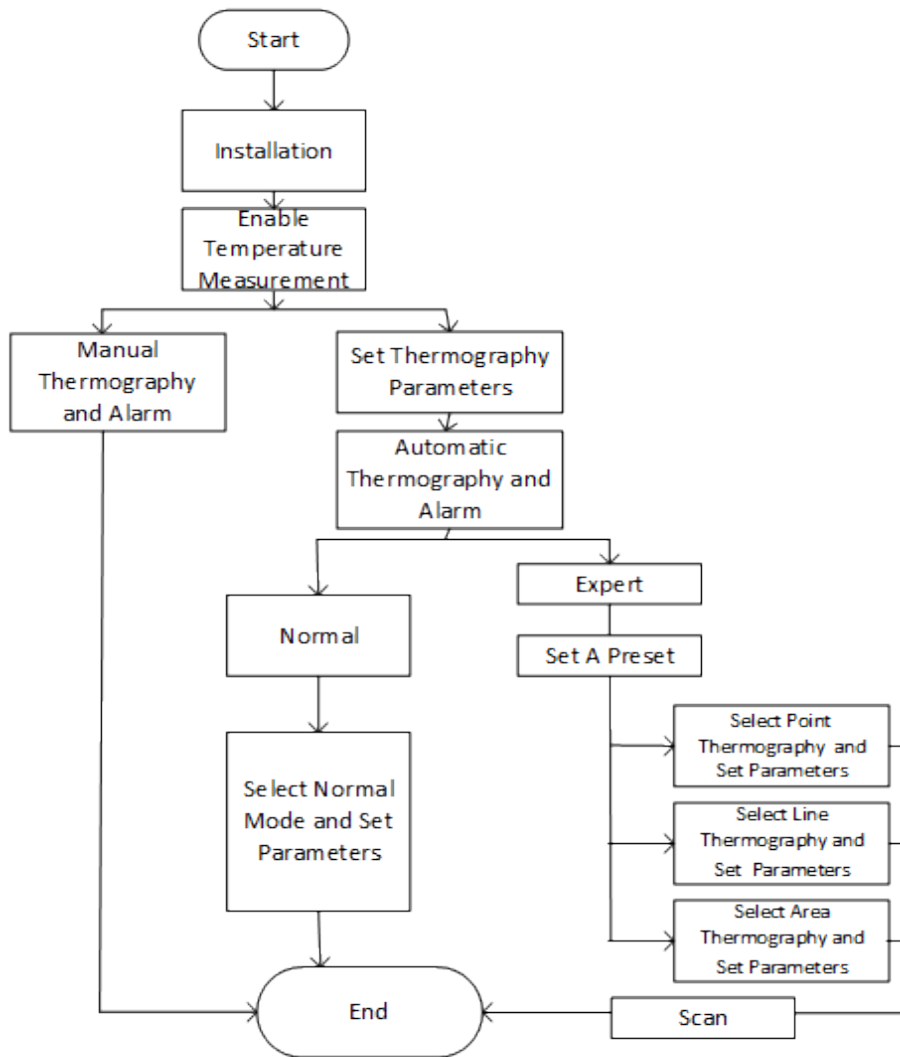 Start
Installation
Enable
Temperature
Measurement
Manual
Thermography
and Alarm
Set Thermography
Parameters
Automatic
Thermography and
Alarm
Normal
Expert
Set A Preset
Select Normal
Mode and Set
Parameters
Select Point
Thermography and
Set Parameters
Select Line
Thermography and
Set Parameters
Select Area
Thermography and
Set Parameters
End
Scan